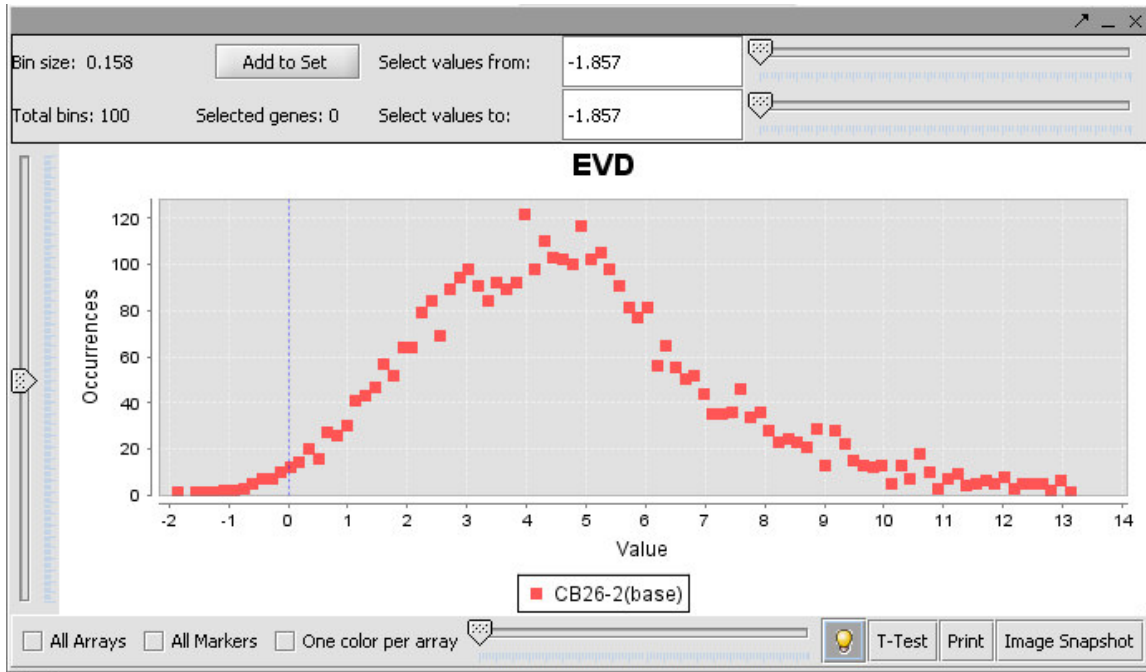 Bin size: 0.158 Add to Set Select values from: -1.857
Total bins: 100 Selected genes: 0 Select values to: -1.857
EVD
Occurrences
120
100
80
60
40
20
0
-2 -1 0 1 2 3 4 5 6 7 8 9 10 11 12 13 14
Value
CB26-2(base)
All Arrays All Markers One color per array T-Test Print Image Snapshot